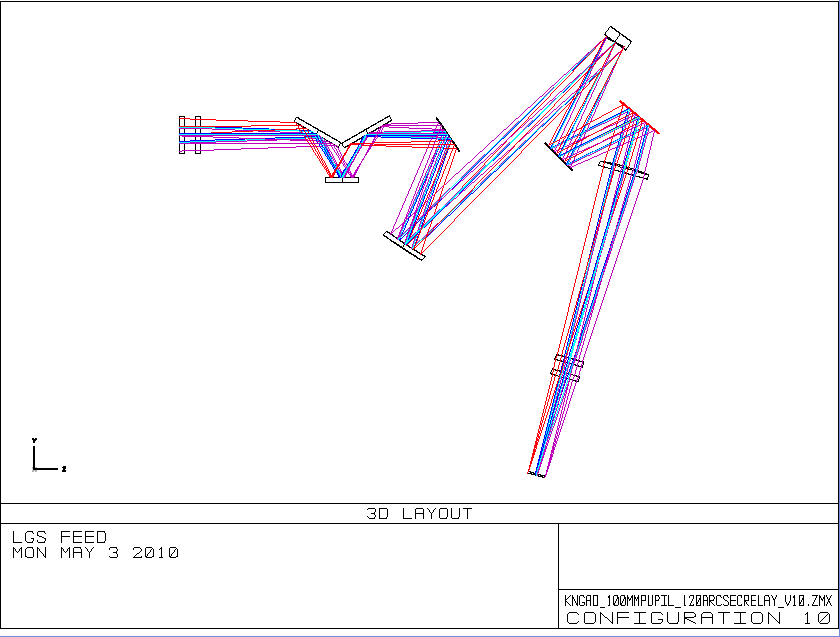 Y
Z
3D LAYOUT
LGS FEED
MON MAY 3 2010
KNGAO_100MMPUPIL_120ARCSECRELAY_V10.ZMX
CONFIGURATION 10